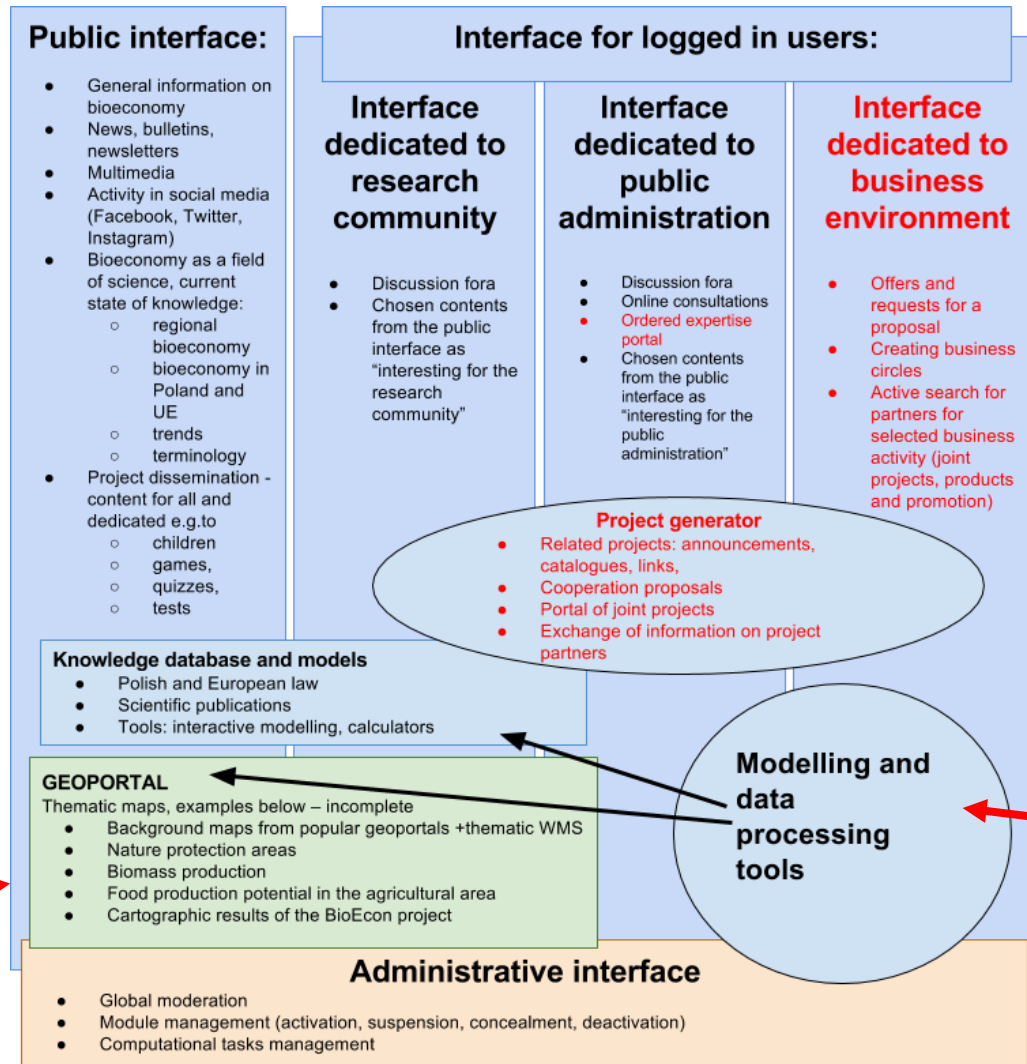 Public interface:
● General information on
bioeconomy
● News, bulletins,
newsletters
● Multimedia
● Activity in social media
(Facebook, Twitter,
Instagram)
● Bioeconomy as a field
of science, current
state of knowledge:
○ regional
bioeconomy
○ bioeconomy in
Poland and
UE
○ trends
○ terminology
● Project dissemination -
content for all and
dedicated e.g.to
○ children
○ games,
○ quizzes,
○ tests
Interface for logged in users:
Interface
dedicated to
research
community
● Discussion fora
● Chosen contents
from the public
interface as
“interesting for the
research
community”
Interface
dedicated to
public
administration
● Discussion fora
● Online consultations
● Ordered expertise
portal
● Chosen contents
from the public
interface as
“interesting for the
public
administration”
Interface
dedicated to
business
environment
● Offers and
requests for a
proposal
● Creating business
circles
● Active search for
partners for
selected business
activity (joint
projects, products
and promotion)
Project generator
● Related projects: announcements,
catalogues, links,
● Cooperation proposals
● Portal of joint projects
● Exchange of information on project
partners
Knowledge database and models
● Polish and European law
● Scientific publications
● Tools: interactive modelling, calculators
GEOPORTAL
Thematic maps, examples below – incomplete
● Background maps from popular geoportals +thematic WMS
● Nature protection areas
● Biomass production
● Food production potential in the agricultural area
● Cartographic results of the BioEcon project
Modelling and
data
processing
tools
Administrative interface
● Global moderation
● Module management (activation, suspension, concealment, deactivation)
● Computational tasks management